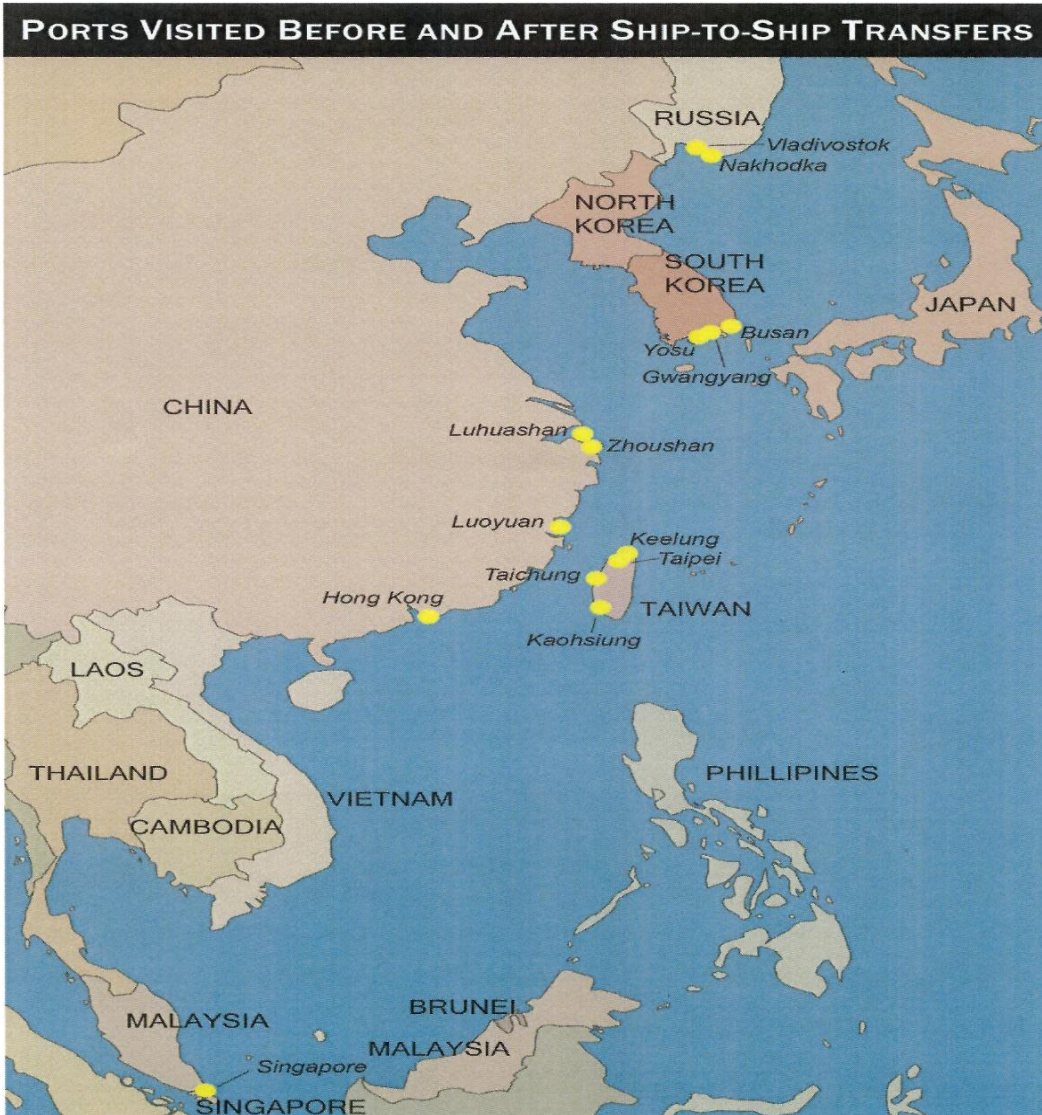 PORTS VISITED BEFORE AND AFTER SHIP-TO-SHIP TRANSFERS
RUSSIA
Vladivostok
Nakhodka
NORTH
KOREA
SOUTH
KOREA
JAPAN
Busan
Yosu
Gwangyang
CHINA
Luhuashan
Zhoushan
Luoyuan
Keelung
Taipei
Taichung
Hong Kong
TAIWAN
Kaohsiung
LAOS
THAILAND
VIETNAM
PHILLIPINES
CAMBODIA
BRUNEI
MALAYSIA
MALAYSIA
Singapore
SINGAPORE